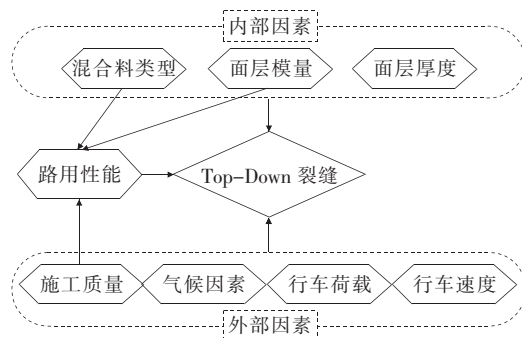 内部因素
混合料类型
面层模量
面层厚度
路用性能
Top-Down 裂缝
施工质量
气候因素
行车荷载
行车速度
外部因素